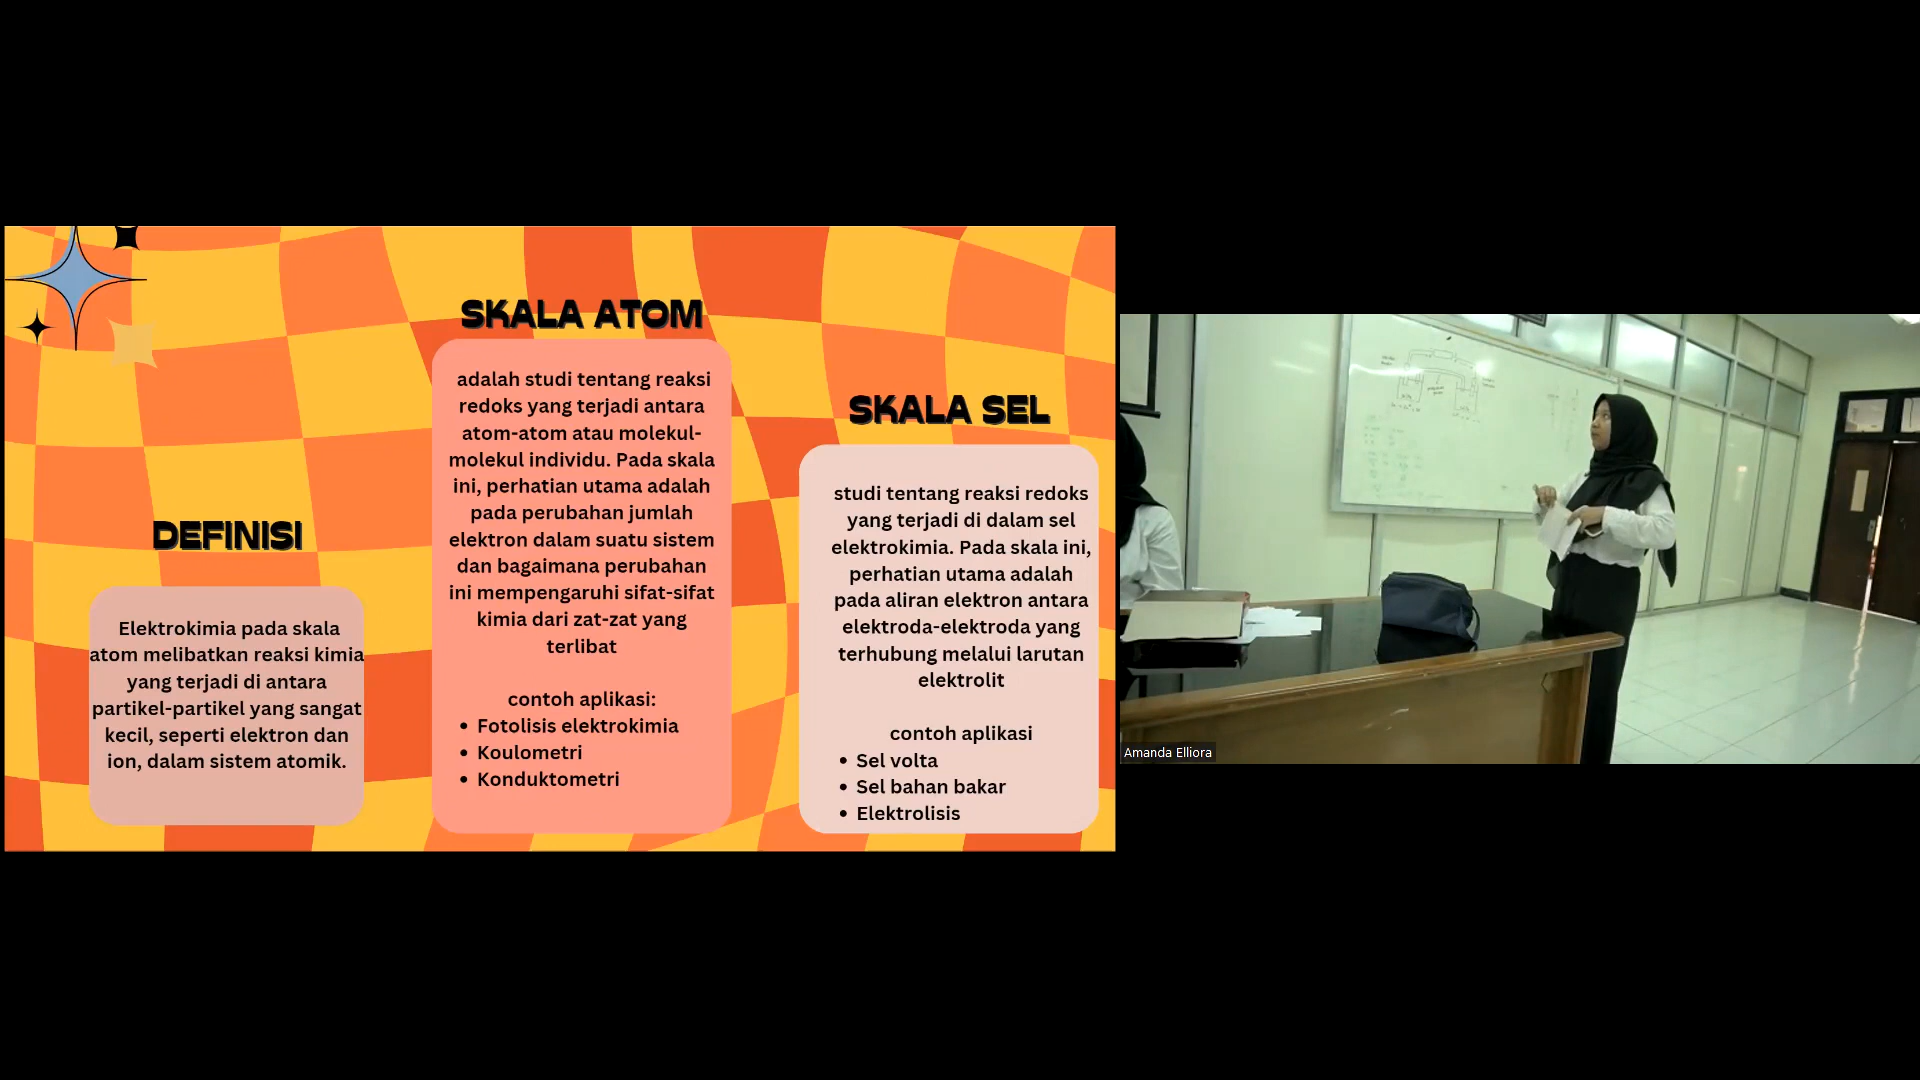 DEFINISI
Elektrokimia pada skala
atom melibatkan reaksi kimia
yang terjadi di antara
partikel-partikel yang sangat
kecil, seperti elektron dan
ion, dalam sistem atomik.
SKALA ATOM
adalah studi tentang reaksi
redoks yang terjadi antara
atom-atom atau molekul-
molekul individu. Pada skala
ini, perhatian utama adalah
pada perubahan jumlah
elektron dalam suatu sistem
dan bagaimana perubahan
ini mempengaruhi sifat-sifat
kimia dari zat-zat yang
terlibat
contoh aplikasi:
• Fotolisis elektrokimia
• Koulometri
• Konduktometri
SKALA SEL
studi tentang reaksi redoks
yang terjadi di dalam sel
elektrokimia. Pada skala ini,
perhatian utama adalah
pada aliran elektron antara
elektroda-elektroda yang
terhubung melalui larutan
elektrolit
contoh aplikasi
• Sel volta
• Sel bahan bakar
• Elektrolisis
Amanda Elliora